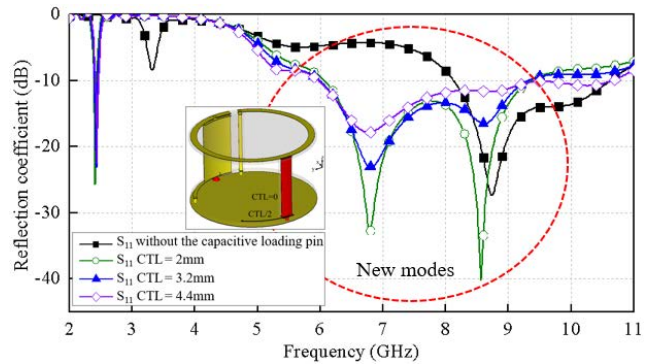 0
-10
-20
-30
-40
Reflection coefficient (dB)
CTL=0
CTL/2
S11 without the capacitive loading pin
S11 CTL = 2mm
S11 CTL = 3.2mm
S11 CTL = 4.4mm
New modes
2 3 4 5 6 7 8 9 10 11
Frequency (GHz)